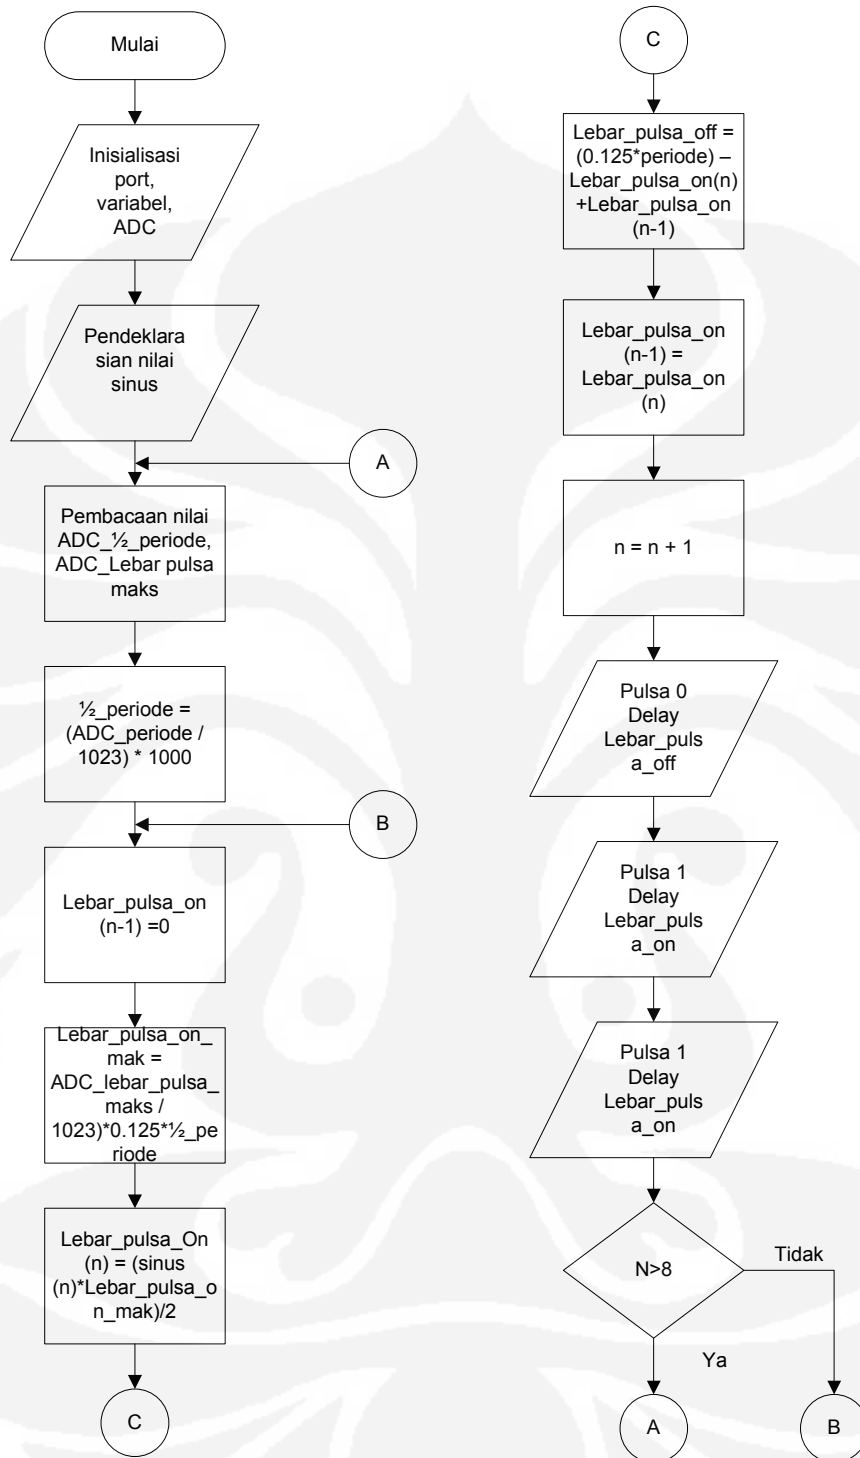 Mulai
Inisialisasi
port,
variabel,
ADC
Pendeklara
sian nilai
sinus
A
Pembacaan nilai
ADC_½_periode,
ADC_Lebar pulsa
maks
½_periode =
(ADC_periode /
1023) * 1000
B
Lebar_pulsa_on
(n-1) =0
Lebar_pulsa_on_
mak =
ADC_lebar_pulsa_
maks /
1023)*0.125*½_pe
riode
Lebar_pulsa_On
(n) = (sinus
(n)*Lebar_pulsa_o
n_mak)/2
C
C
Lebar_pulsa_off =
(0.125*periode) –
Lebar_pulsa_on(n)
+Lebar_pulsa_on
(n-1)
Lebar_pulsa_on
(n-1) =
Lebar_pulsa_on
(n)
n = n + 1
Pulsa 0
Delay
Lebar_puls
a_off
Pulsa 1
Delay
Lebar_puls
a_on
Pulsa 1
Delay
Lebar_puls
a_on
N>8
Tidak
Ya
A
B